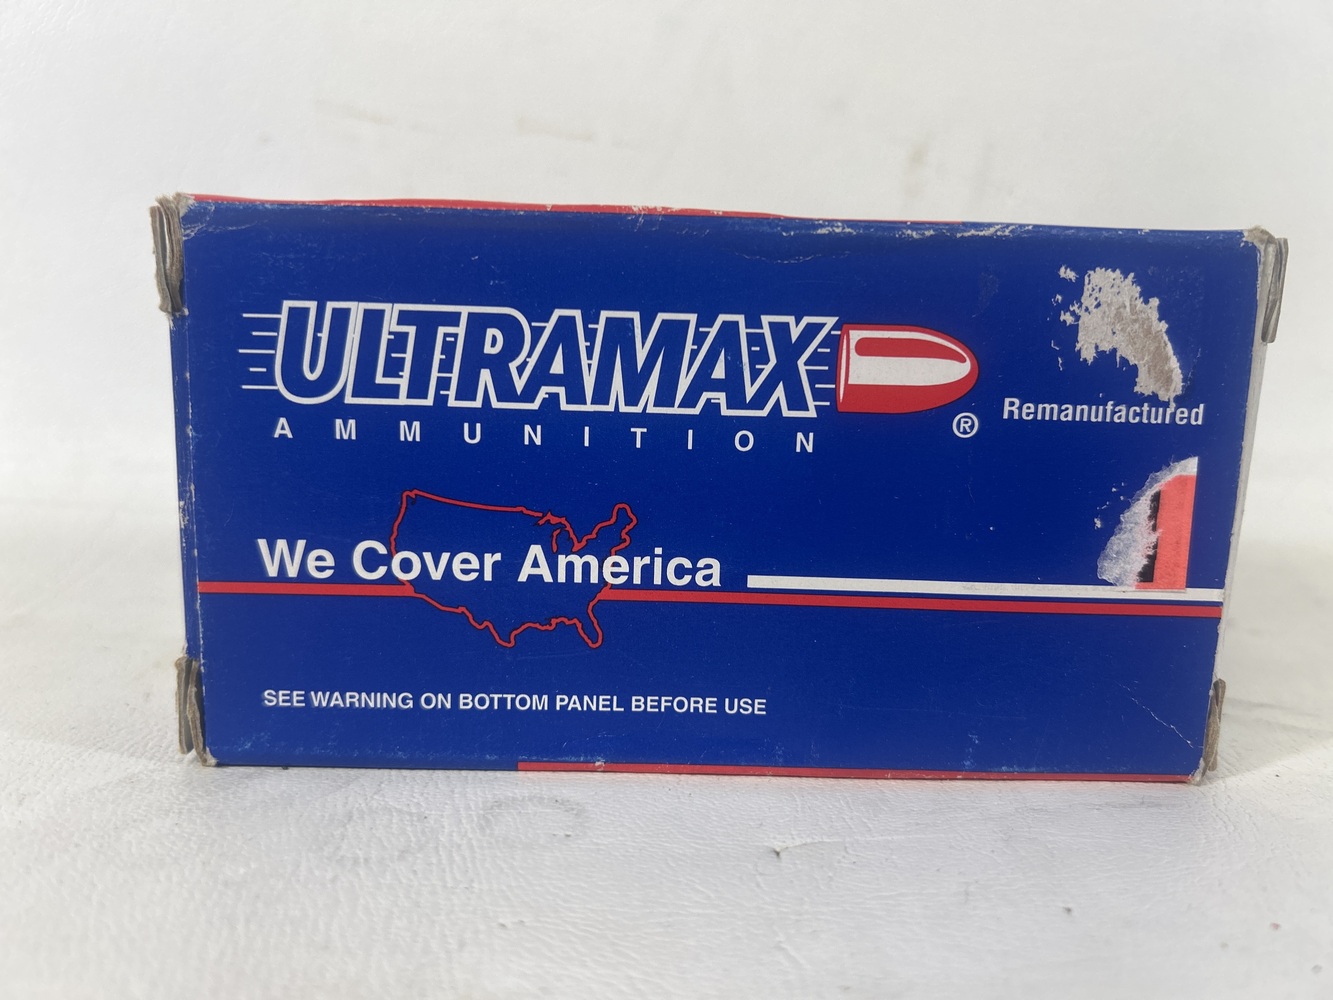 ULTRAMAX
AMMUNITION
®
Remanufactured
We Cover America
SEE WARNING ON BOTTOM PANEL BEFORE USE